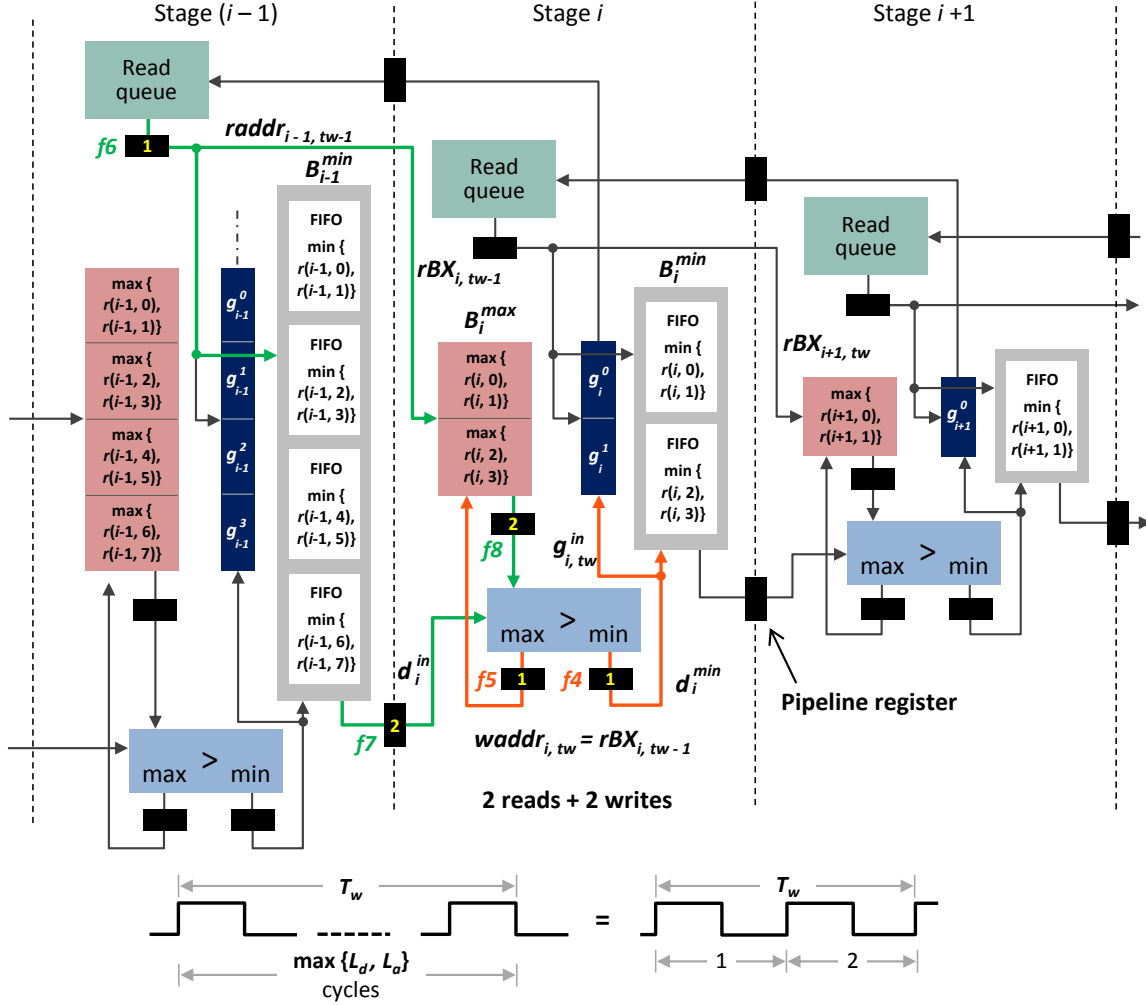 Stage (i – 1)
Stage i
Stage i +1
Read
queue
f6
1
raddr i - 1, tw-1
B i-1 min
FIFO
min {
r(i-1, 0),
r(i-1, 1)}
FIFO
min {
r(i-1, 2),
r(i-1, 3)}
FIFO
min {
r(i-1, 4),
r(i-1, 5)}
FIFO
min {
r(i-1, 6),
r(i-1, 7)}
max {
r(i-1, 0),
r(i-1, 1)}
max {
r(i-1, 2),
r(i-1, 3)}
max {
r(i-1, 4),
r(i-1, 5)}
max {
r(i-1, 6),
r(i-1, 7)}
g i-1 0
g i-1 1
g i-1 2
g i-1 3
max > min
Read
queue
rBX i, tw-1
B i max
max {
r(i, 0),
r(i, 1)}
max {
r(i, 2),
r(i, 3)}
g i 0
g i 1
B i min
FIFO
min {
r(i, 0),
r(i, 1)}
FIFO
min {
r(i, 2),
r(i, 3)}
2
f8
g i, tw in
max > min
f5
1
f4
1
d i in
2
f7
d i min
waddr i, tw = rBX i, tw - 1
2 reads + 2 writes
Read
queue
rBX i+1, tw
max {
r(i+1, 0),
r(i+1, 1)}
g i+1 0
FIFO
min {
r(i+1, 0),
r(i+1, 1)}
max > min
Pipeline register
T w
max {L d, L a}
cycles
=
T w
1
2